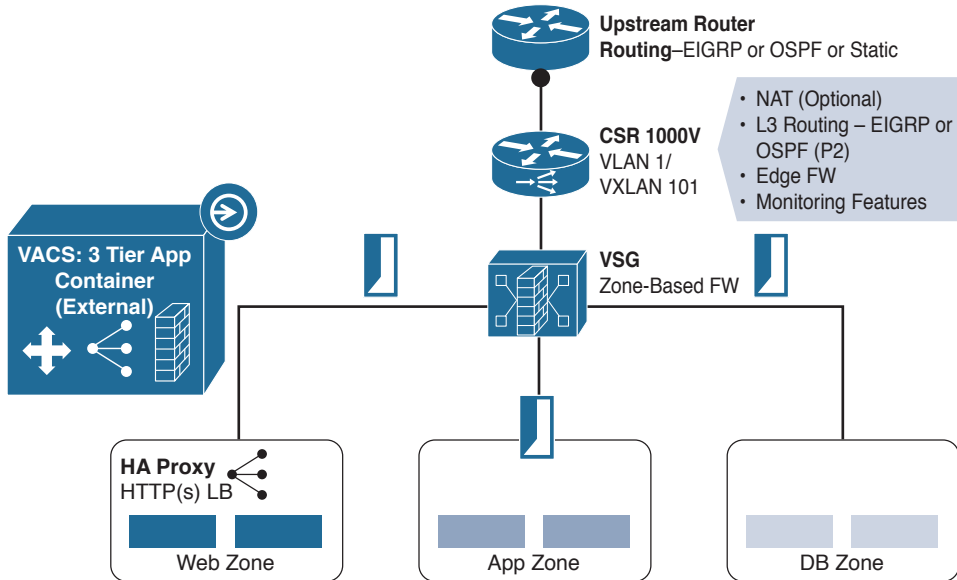 Upstream Router
Routing–EIGRP or OSPF or Static
CSR 1000V
VLAN 1/
VXLAN 101
• NAT (Optional)
• L3 Routing – EIGRP or
OSPF (P2)
• Edge FW
• Monitoring Features
VACS: 3 Tier App
Container
(External)
VSG
Zone-Based FW
HA Proxy
HTTP(s) LB
Web Zone
App Zone
DB Zone